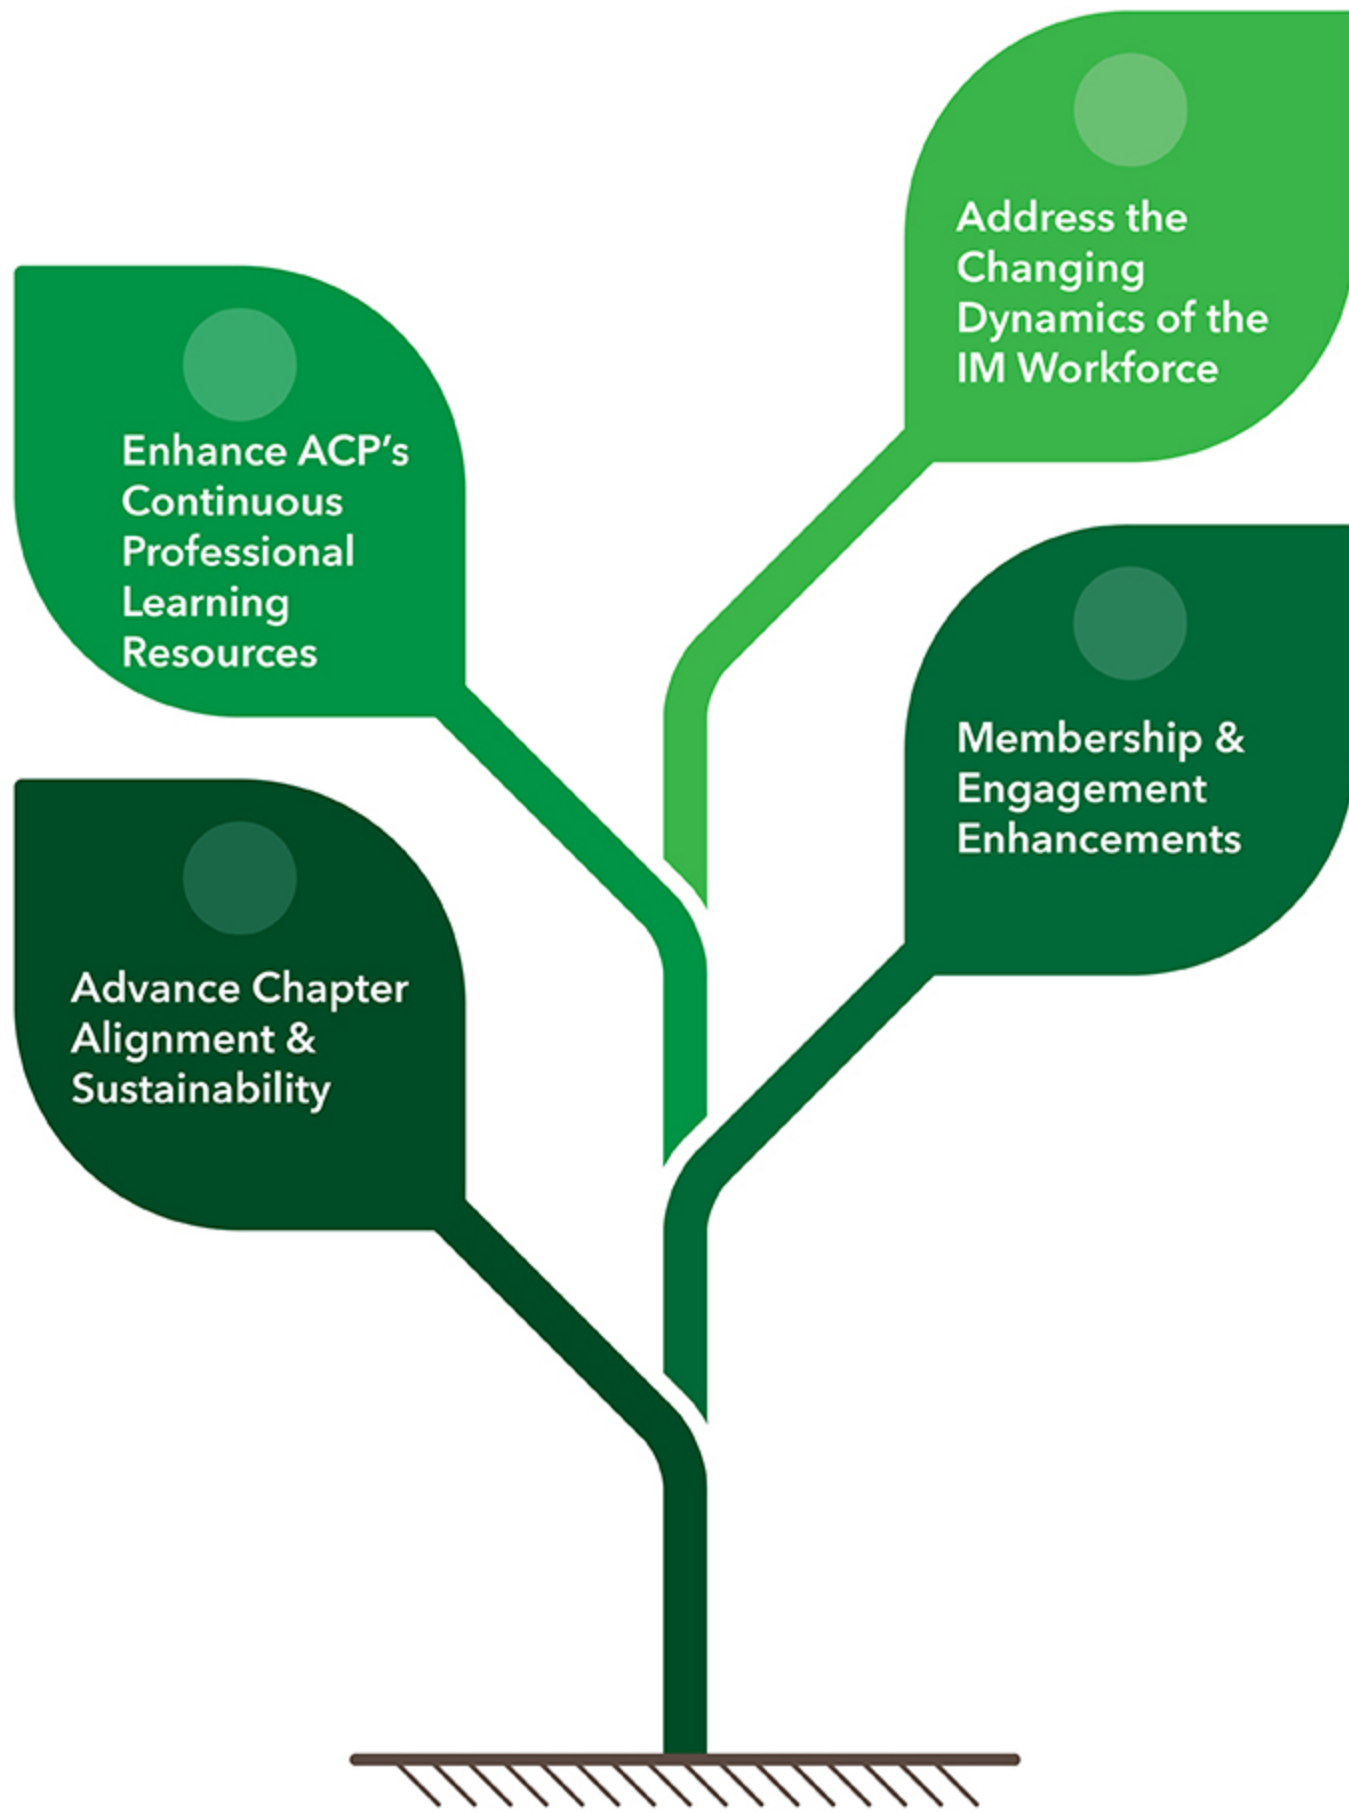 Address the
Changing
Dynamics of the
IM Workforce
Enhance ACP’s
Continuous
Professional
Learning
Resources
Membership &
Engagement
Enhancements
Advance Chapter
Alignment &
Sustainability